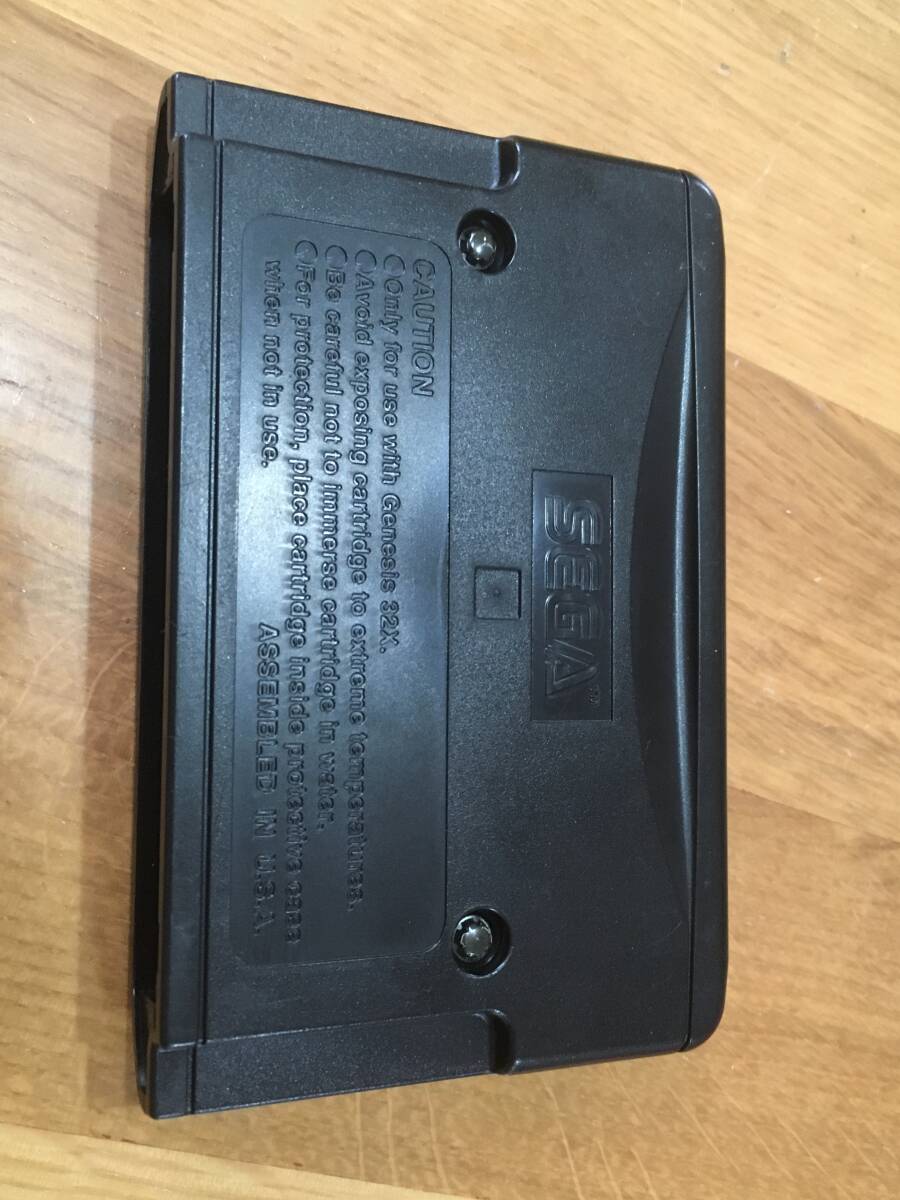 SEGA™
CAUTION
●Only for use with Genesis 32X.
●Avoid exposing cartridge to extreme temperatures.
●Be careful not to immerse cartridge in water.
●For protection, place cartridge inside protective case
when not in use.
ASSEMBLED IN U.S.A.